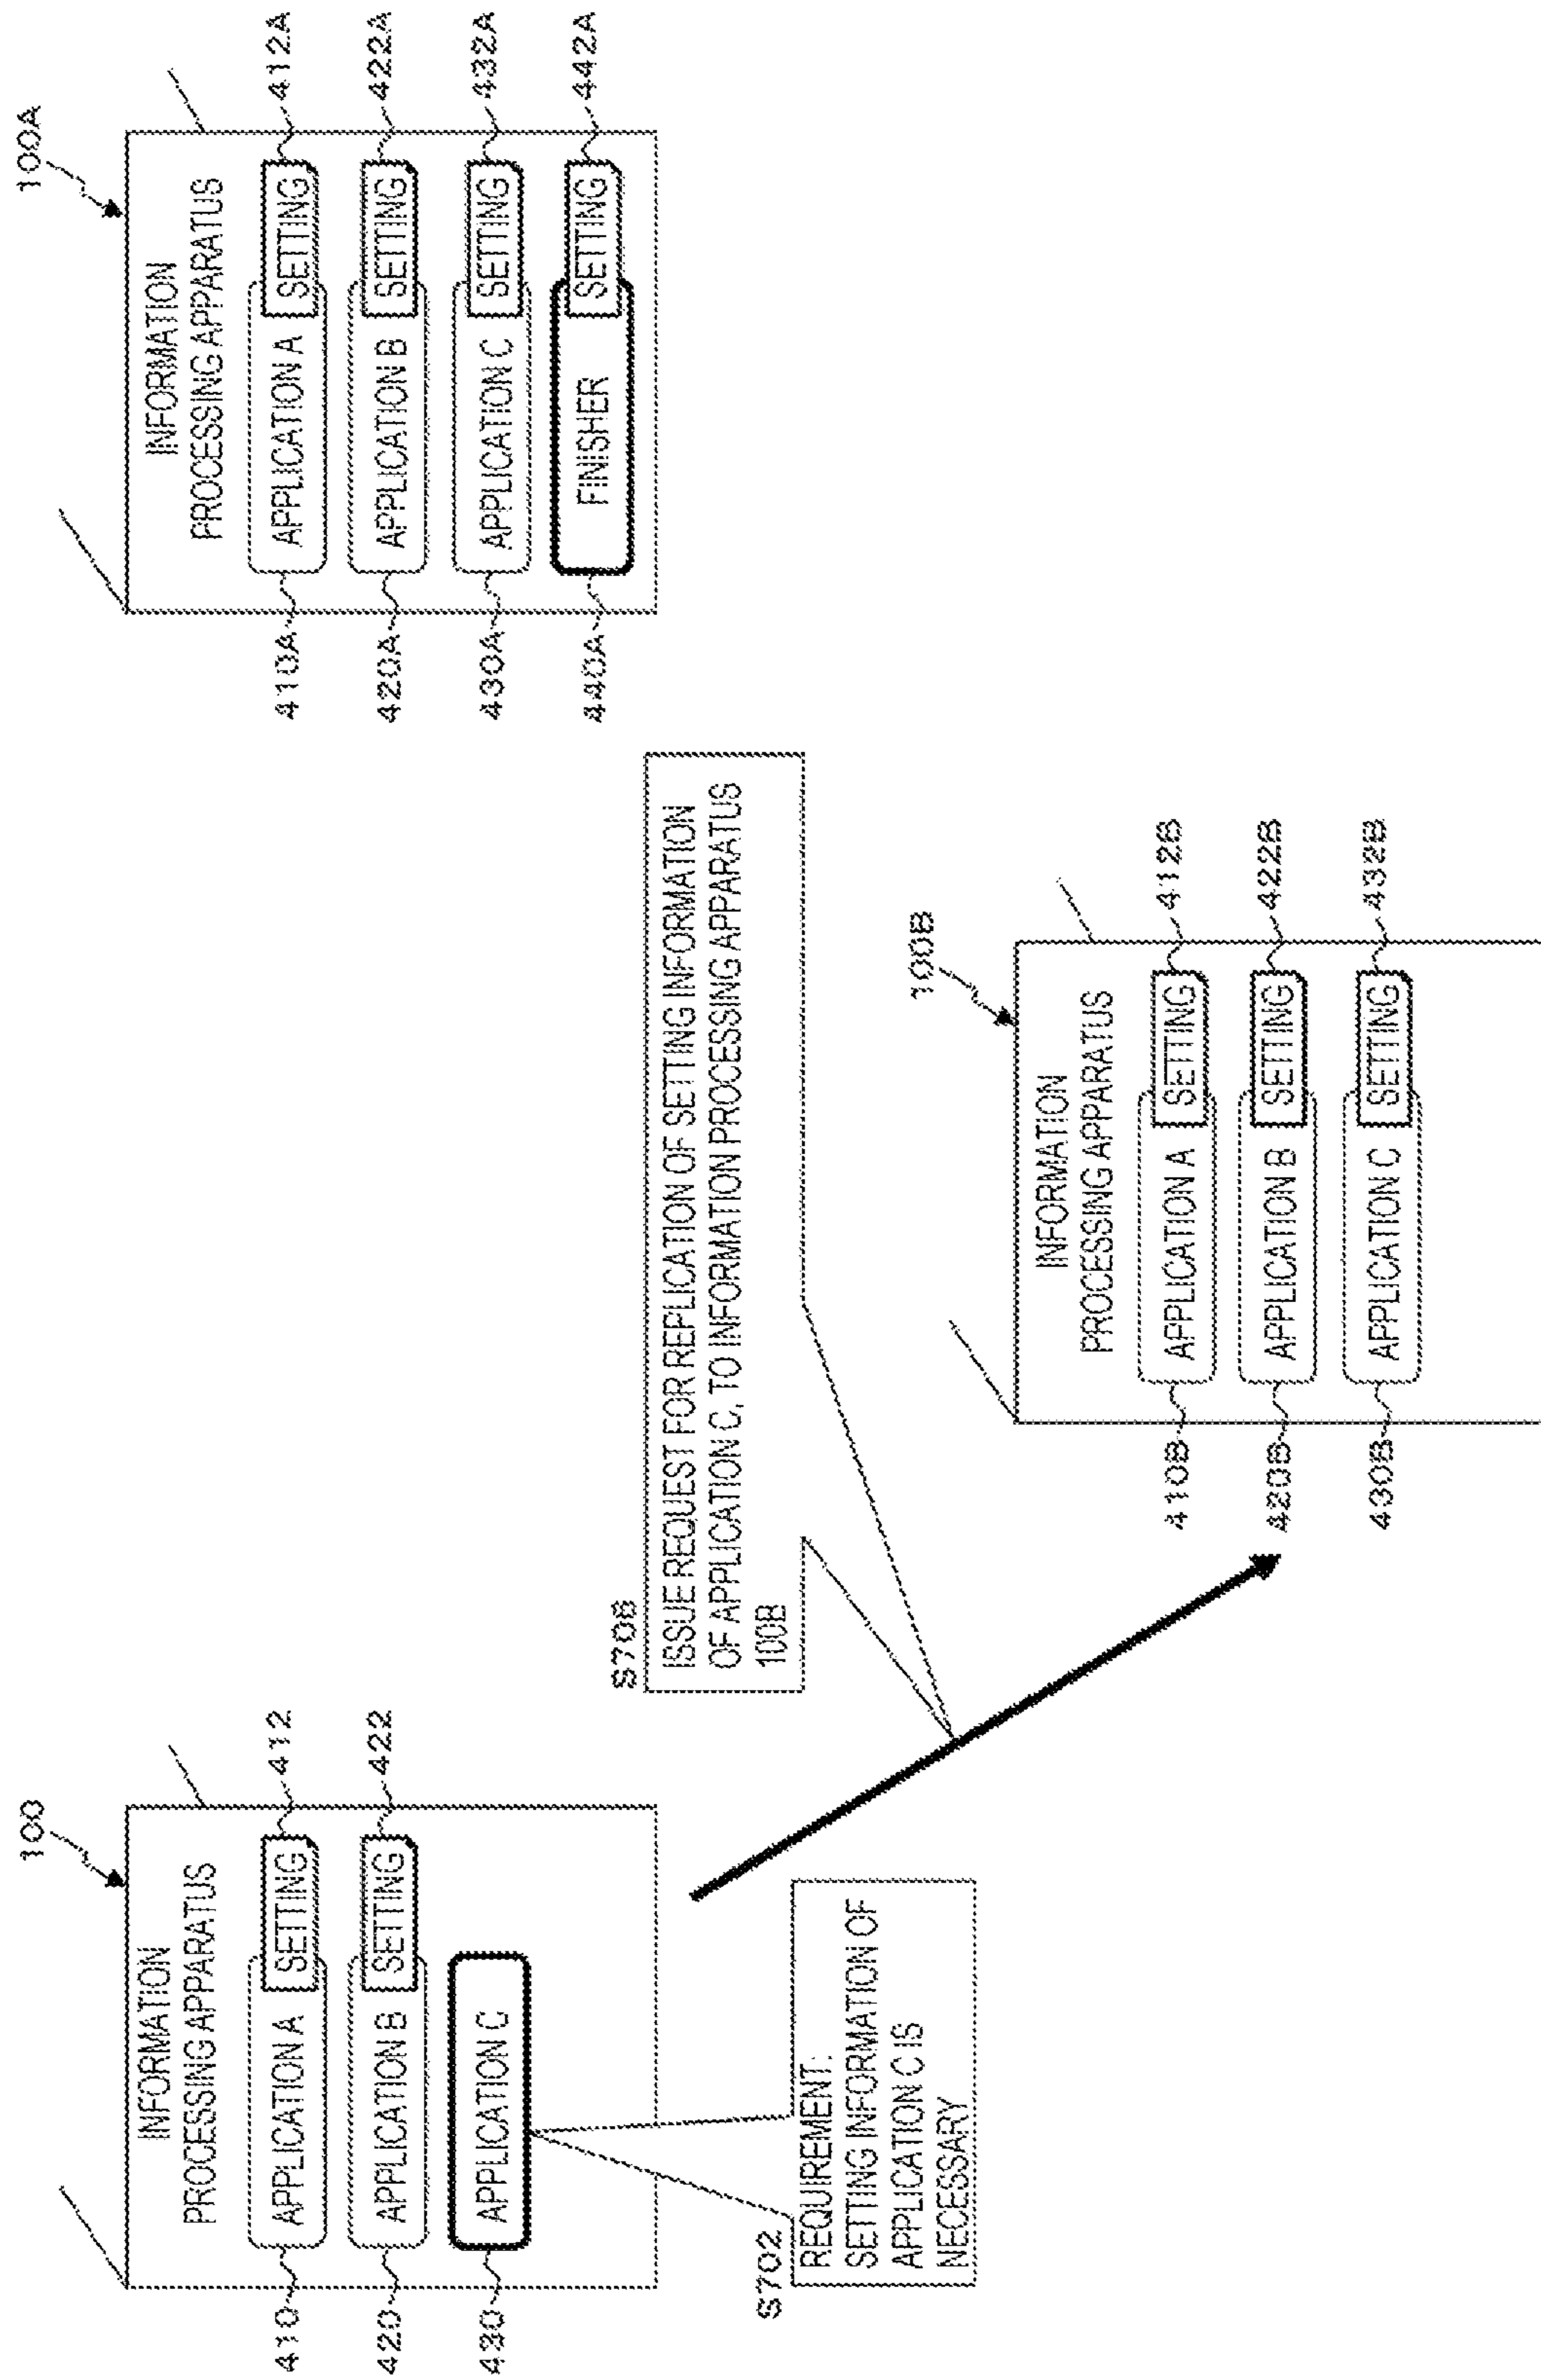 100
INFORMATION
PROCESSING APPARATUS
410
APPLICATION A
SETTING
412
420
APPLICATION B
SETTING
422
430
APPLICATION C
S702
REQUIREMENT:
SETTING INFORMATION OF
APPLICATION C IS
NECESSARY
S708
ISSUE REQUEST FOR REPLICATION OF SETTING INFORMATION
OF APPLICATION C, TO INFORMATION PROCESSING APPARATUS
100B
100A
INFORMATION
PROCESSING APPARATUS
410A
APPLICATION A
SETTING
412A
420A
APPLICATION B
SETTING
422A
430A
APPLICATION C
SETTING
432A
440A
FINISHER
SETTING
442A
100B
INFORMATION
PROCESSING APPARATUS
410B
APPLICATION A
SETTING
412B
420B
APPLICATION B
SETTING
422B
430B
APPLICATION C
SETTING
432B